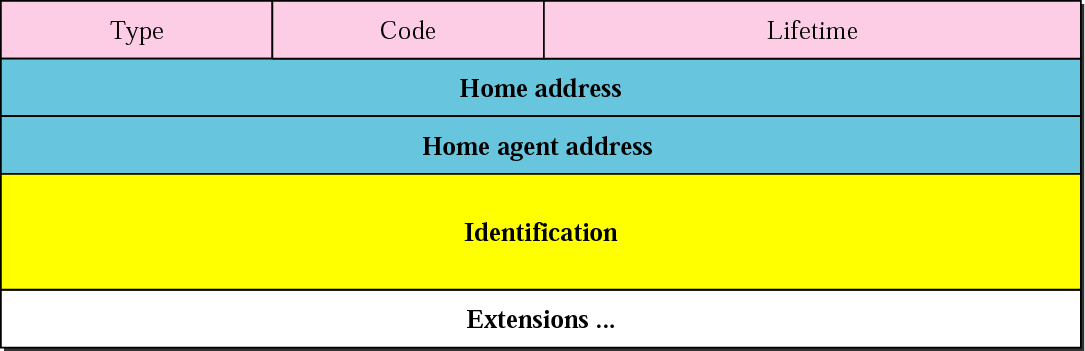 Type Code Lifetime
Home address
Home agent address
Identification
Extensions ...